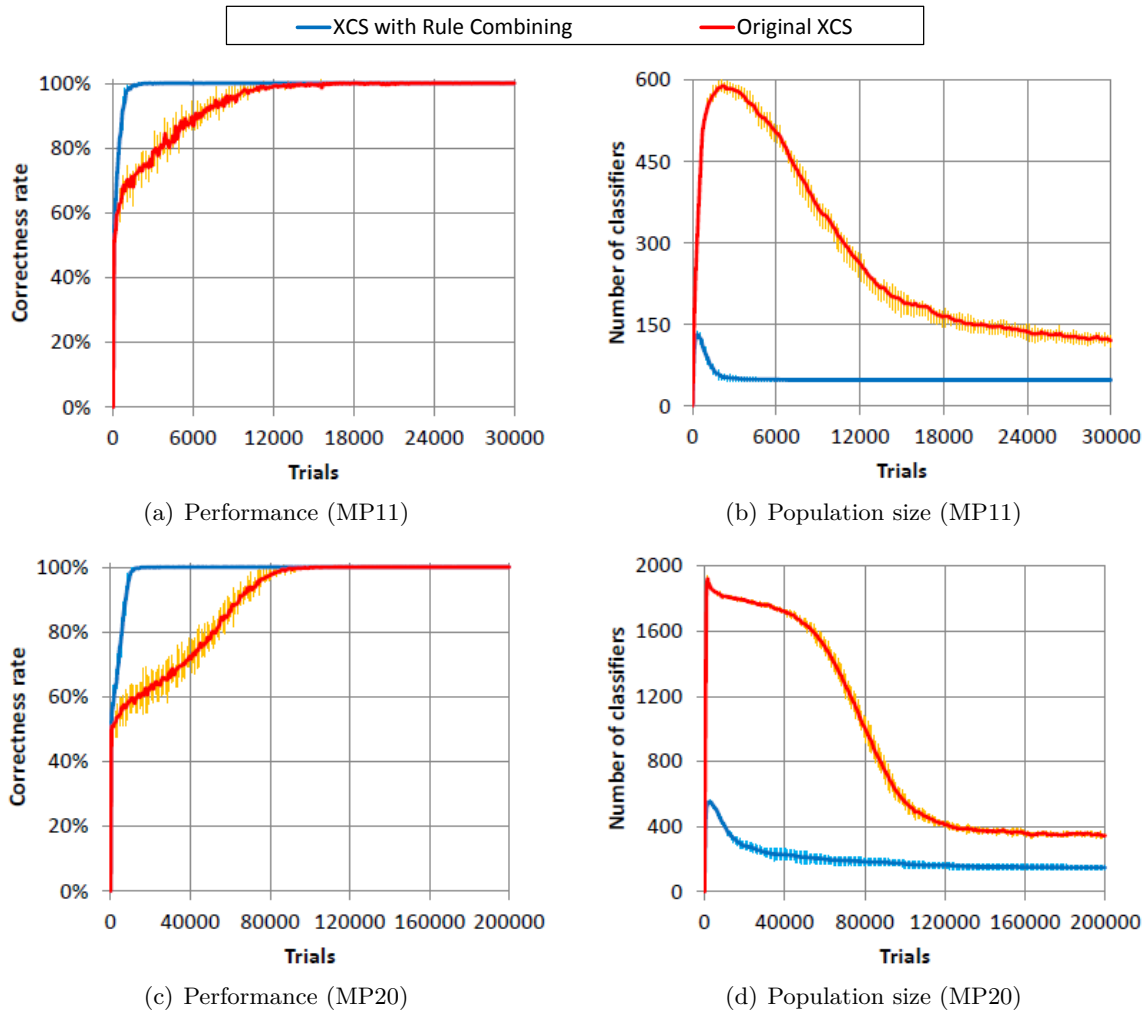 XCS with Rule Combining Original XCS
100%
80%
60%
40%
20%
0%
Correctness rate
0 6000 12000 18000 24000 30000
Trials
(a) Performance (MP11)
600
450
300
150
0
Number of classifiers
0 6000 12000 18000 24000 30000
Trials
(b) Population size (MP11)
100%
80%
60%
40%
20%
0%
Correctness rate
0 40000 80000 120000 160000 200000
Trials
(c) Performance (MP20)
2000
1600
1200
800
400
0
Number of classifiers
0 40000 80000 120000 160000 200000
Trials
(d) Population size (MP20)